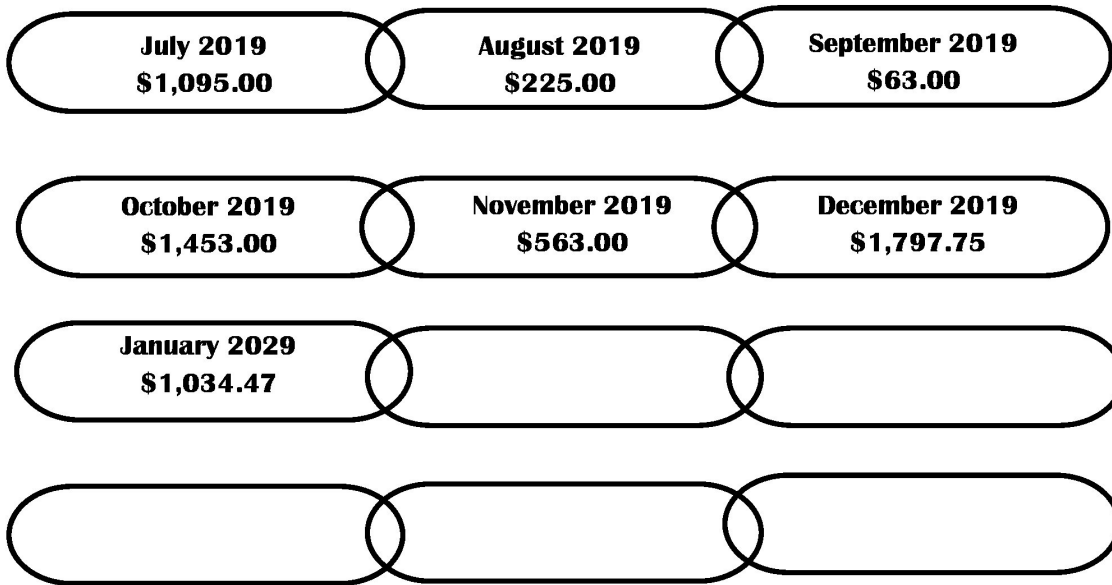 July 2019
$1,095.00
August 2019
$225.00
September 2019
$63.00
October 2019
$1,453.00
November 2019
$563.00
December 2019
$1,797.75
January 2029
$1,034.47